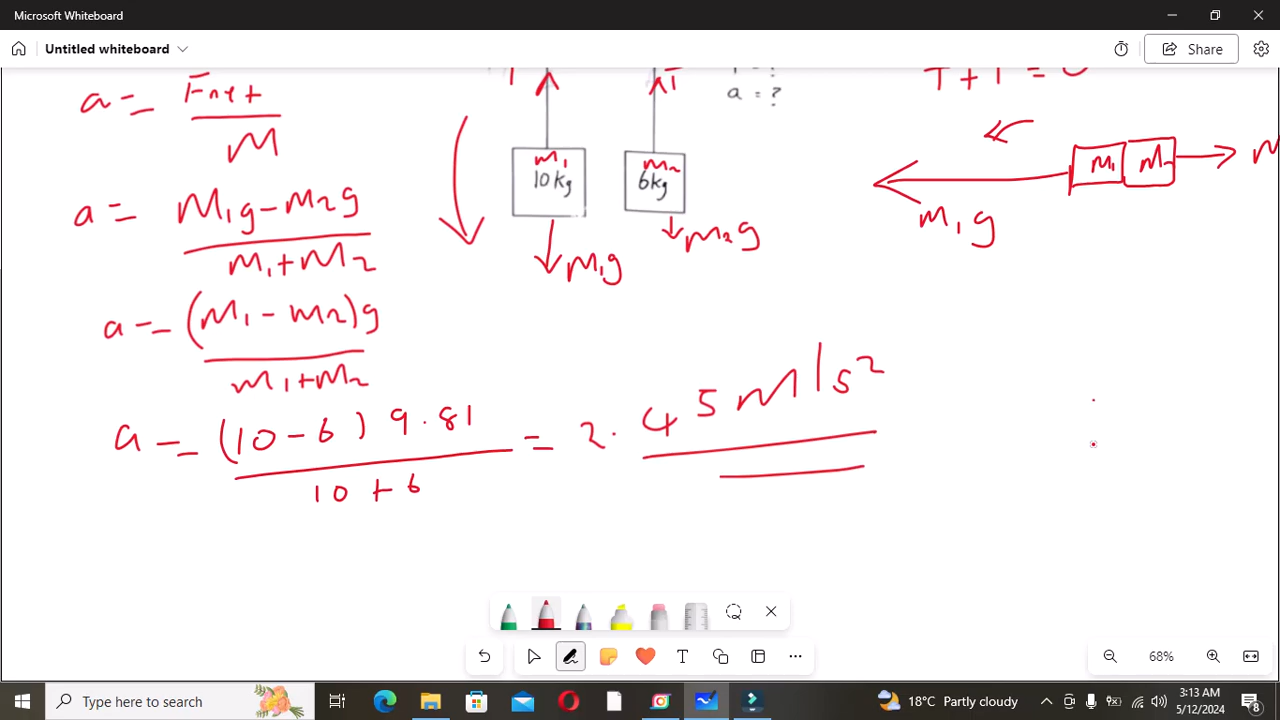 Microsoft Whiteboard
Untitled whiteboard
Share
a = Fnet
M
a = m1g-m2g
m1+m2
a = (m1-m2)g
m1+m2
a = (10-6) 9.81 = 2.45m/s2
10+6
T
T
a = ?
m1
10kg
m2
6kg
m1g
m2g
m1
m2
m1g
68%
Type here to search
18°C Partly cloudy
3:13 AM
5/12/2024
8